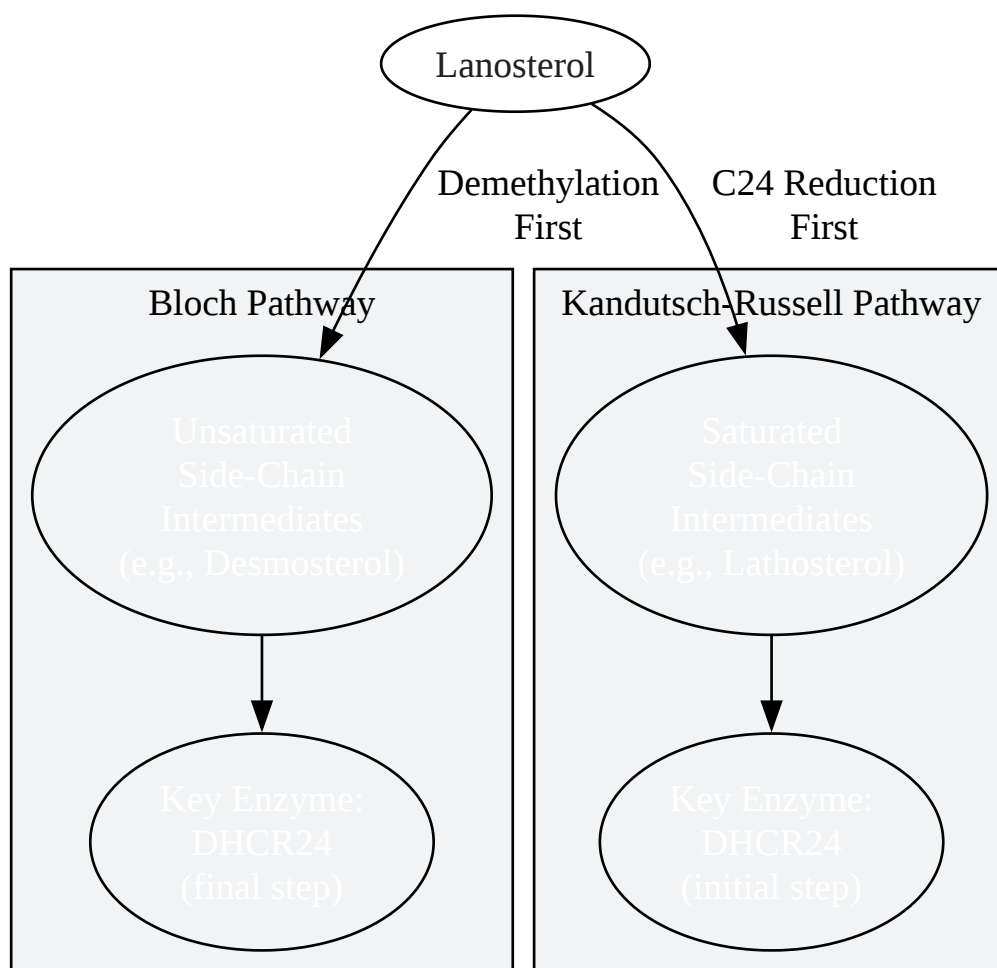 Lanosterol
Demethylation
First
C24 Reduction
First
Bloch Pathway
Unsaturated
Side-Chain
Intermediates
(e.g., Desmosterol)
Key Enzyme:
DHCR24
(final step)
Kandutsch-Russell Pathway
Saturated
Side-Chain
Intermediates
(e.g., Lathosterol)
Key Enzyme:
DHCR24
(initial step)